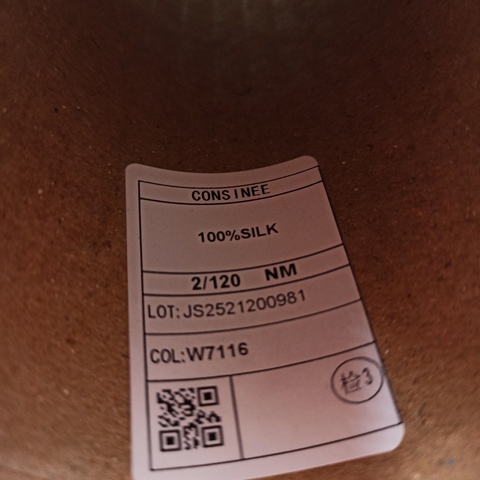 CONSINEE
100%SILK
2/120 NM
LOT:JS2521200981
COL:W7116
检3